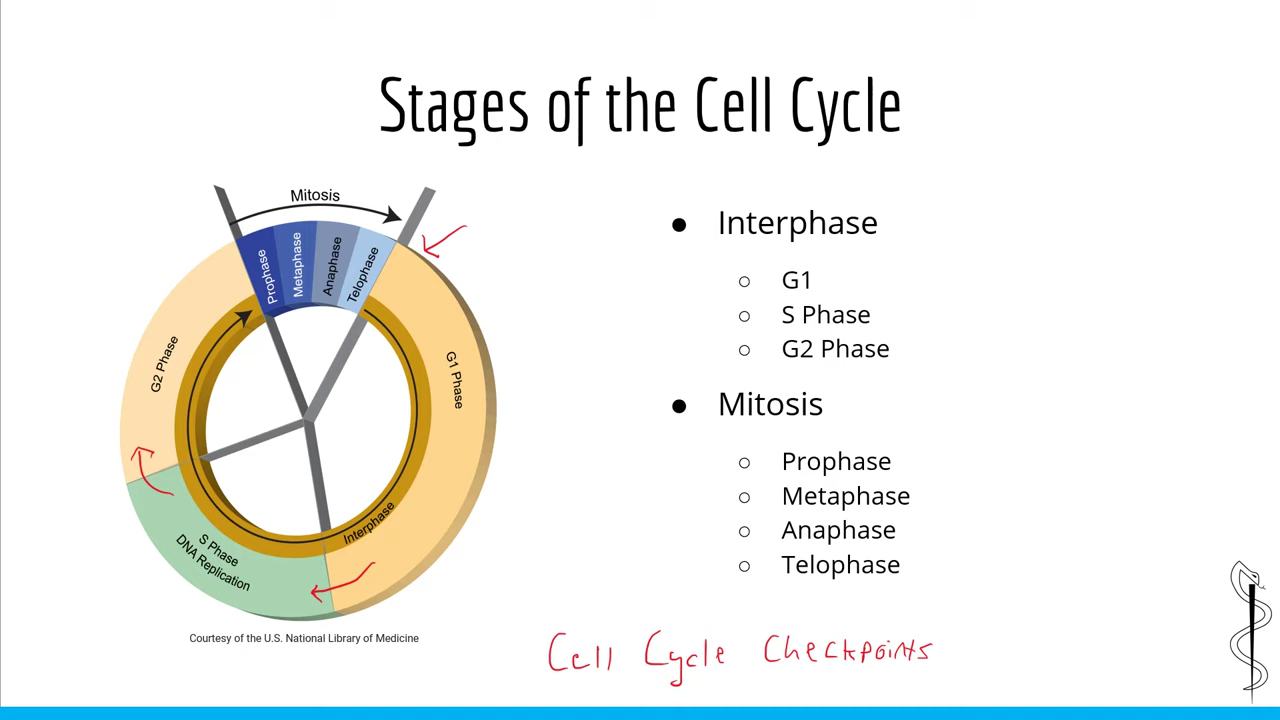 Stages of the Cell Cycle
Mitosis
Prophase
Metaphase
Anaphase
Telophase
G1 Phase
G2 Phase
S Phase
DNA Replication
Interphase
Courtesy of the U.S. National Library of Medicine
● Interphase
○ G1
○ S Phase
○ G2 Phase
● Mitosis
○ Prophase
○ Metaphase
○ Anaphase
○ Telophase
Cell Cycle Checkpoints